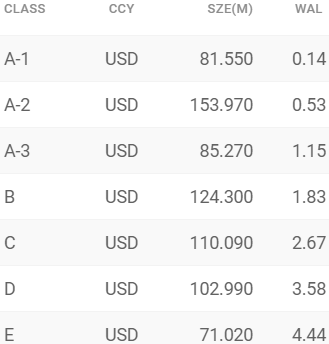 CLASS CCY SZE(M) WAL
A-1 USD 81.550 0.14
A-2 USD 153.970 0.53
A-3 USD 85.270 1.15
B USD 124.300 1.83
C USD 110.090 2.67
D USD 102.990 3.58
E USD 71.020 4.44